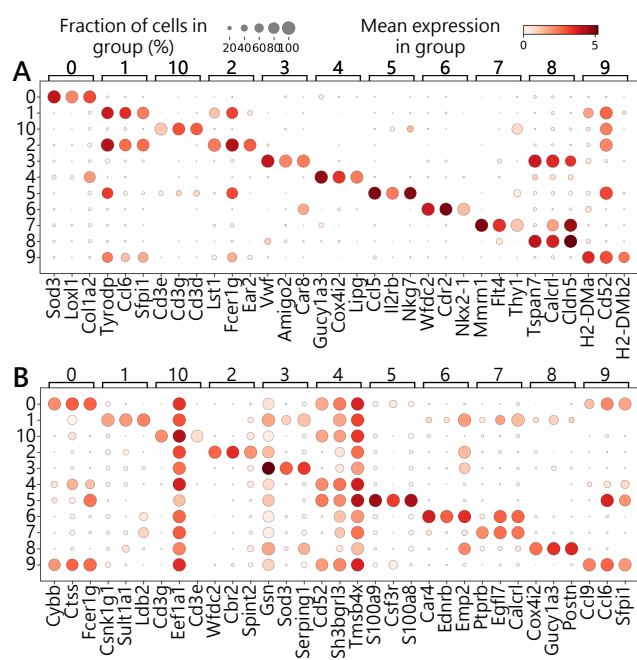 Fraction of cells in
group (%)
20 40 60 80 100
Mean expression
in group
0 5
A
0 1 10 2 3 4 5 6 7 8 9
0
1
10
2
3
4
5
6
7
8
9
Sod3 Loxl1 Col1a2 Tyrobp Ccl6 Sfpi1 Cd3e Cd3g Cd3d Lst1 Fcer1g Ear2 Vwf Amigo2 Car8 Gucy1a3 Cox4i2 Lipg Ccl5 Il2rb Nkg7 Wfdc2 Cdr2 Nkx2-1 Mmrn1 Flt4 Thy1 Tspan7 Calcrl Cldn5 H2-DMa Cd52 H2-DMb2
B
0 1 10 2 3 4 5 6 7 8 9
0
1
10
2
3
4
5
6
7
8
9
Cybb Ctss Fcer1g Csnk1g1 Sult1a1 Ldb2 Cd3g Eef1a1 Cd3e Wfdc2 Cbr2 Spint2 Gsn Sod3 Serping1 Cd52 Sh3bgrl3 Tmsb4x S100a9 Csf3r S100a8 Car4 Ednrb Emp2 Ptprb Egfl7 Calcrl Cox4i2 Gucy1a3 Postn Ccl9 Ccl6 Sfpi1